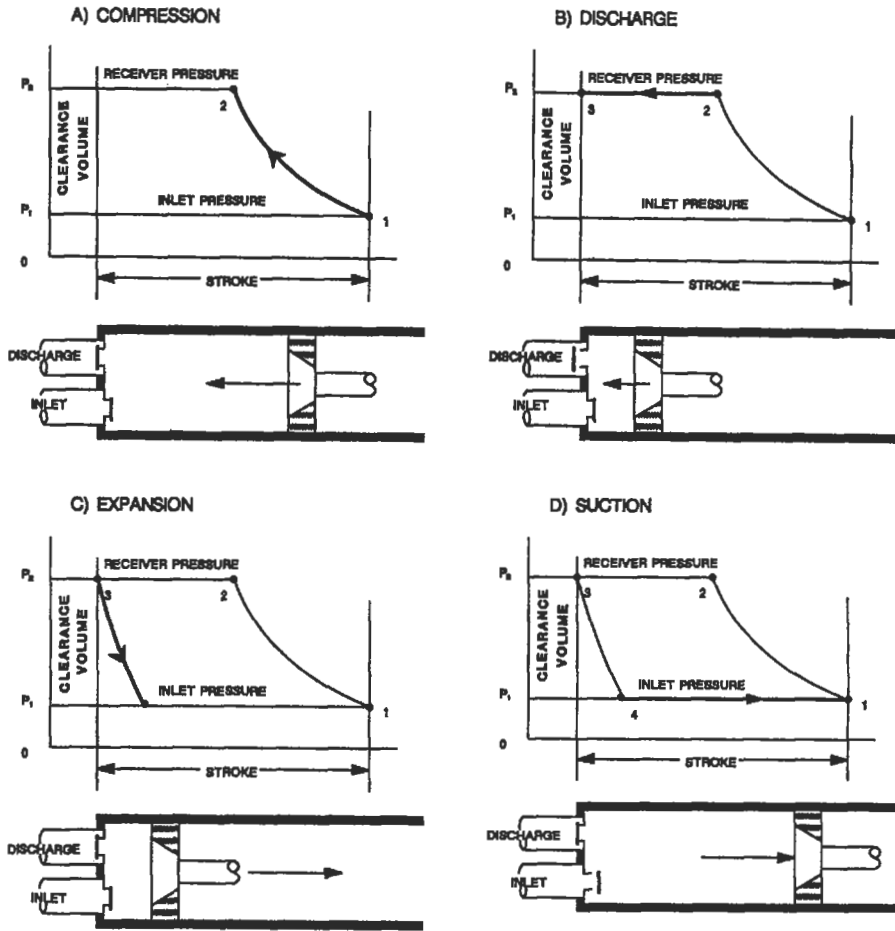 A) COMPRESSION
P₂
RECEIVER PRESSURE
2
CLEARANCE
VOLUME
P₁
INLET PRESSURE
1
0
STROKE
DISCHARGE
INLET
B) DISCHARGE
P₂
RECEIVER PRESSURE
3
2
CLEARANCE
VOLUME
P₁
INLET PRESSURE
1
0
STROKE
DISCHARGE
INLET
C) EXPANSION
P₂
RECEIVER PRESSURE
3
2
CLEARANCE
VOLUME
P₁
INLET PRESSURE
1
0
STROKE
DISCHARGE
INLET
D) SUCTION
P₂
RECEIVER PRESSURE
3
2
CLEARANCE
VOLUME
P₁
INLET PRESSURE
4
1
0
STROKE
DISCHARGE
INLET